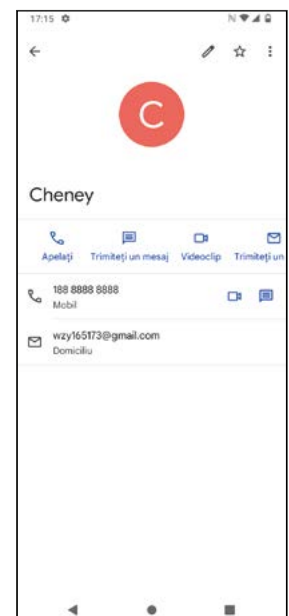 17:15
C
Cheney
Apelați Trimiteți un mesaj Videoclip Trimiteți un
188 8888 8888
Mobil
wzy165173@gmail.com
Domiciliu